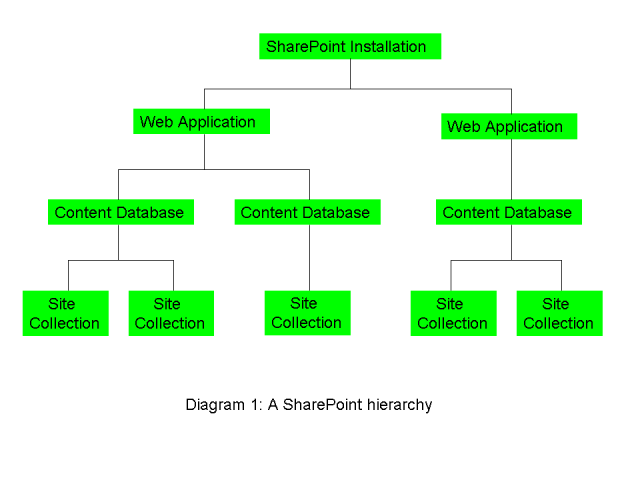 SharePoint Installation
Web Application
Web Application
Content Database
Content Database
Content Database
Site
Collection
Site
Collection
Site
Collection
Site
Collection
Site
Collection
Diagram 1: A SharePoint hierarchy